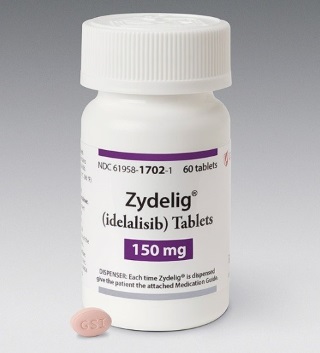 NDC 61958-1702-1 60 tablets
Zydelig®
(idelalisib) Tablets
150 mg
DISPENSER: Each time Zydelig® is dispensed
give the patient the attached Medication Guide.
GSI